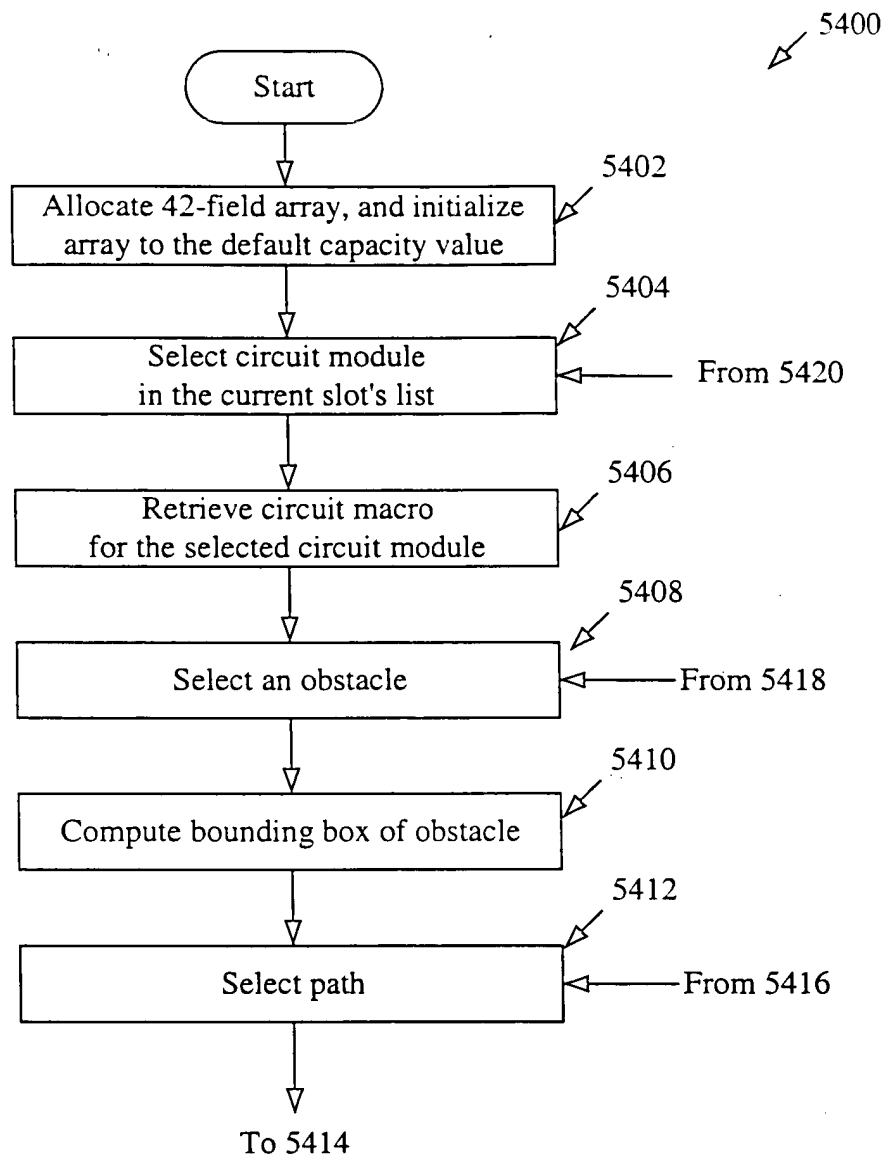 5400
Start
5402
Allocate 42-field array, and initialize
array to the default capacity value
5404
Select circuit module
in the current slot's list
From 5420
5406
Retrieve circuit macro
for the selected circuit module
5408
Select an obstacle
From 5418
5410
Compute bounding box of obstacle
5412
Select path
From 5416
To 5414